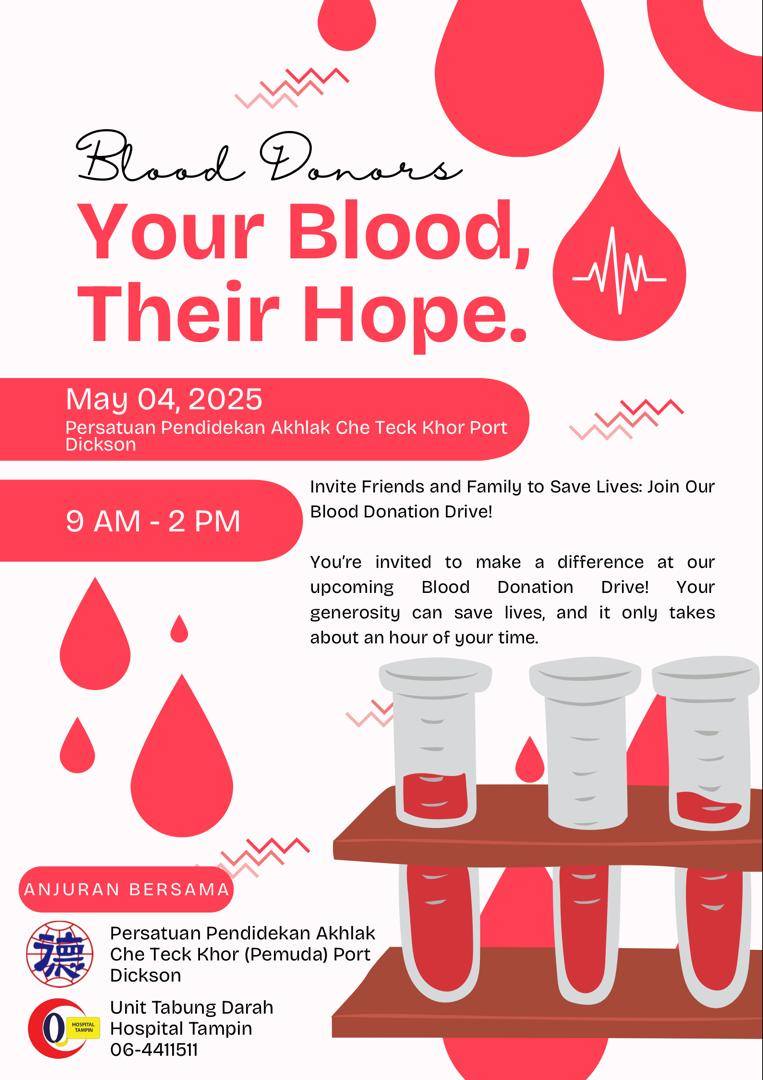 Blood Donors
Your Blood,
Their Hope.
May 04, 2025
Persatuan Pendidekan Akhlak Che Teck Khor Port
Dickson
9 AM - 2 PM
Invite Friends and Family to Save Lives: Join Our
Blood Donation Drive!
You're invited to make a difference at our
upcoming Blood Donation Drive! Your
generosity can save lives, and it only takes
about an hour of your time.
ANJURAN BERSAMA
德
Persatuan Pendidekan Akhlak
Che Teck Khor (Pemuda) Port
Dickson
HOSPITAL
TAMPIN
Unit Tabung Darah
Hospital Tampin
06-4411511